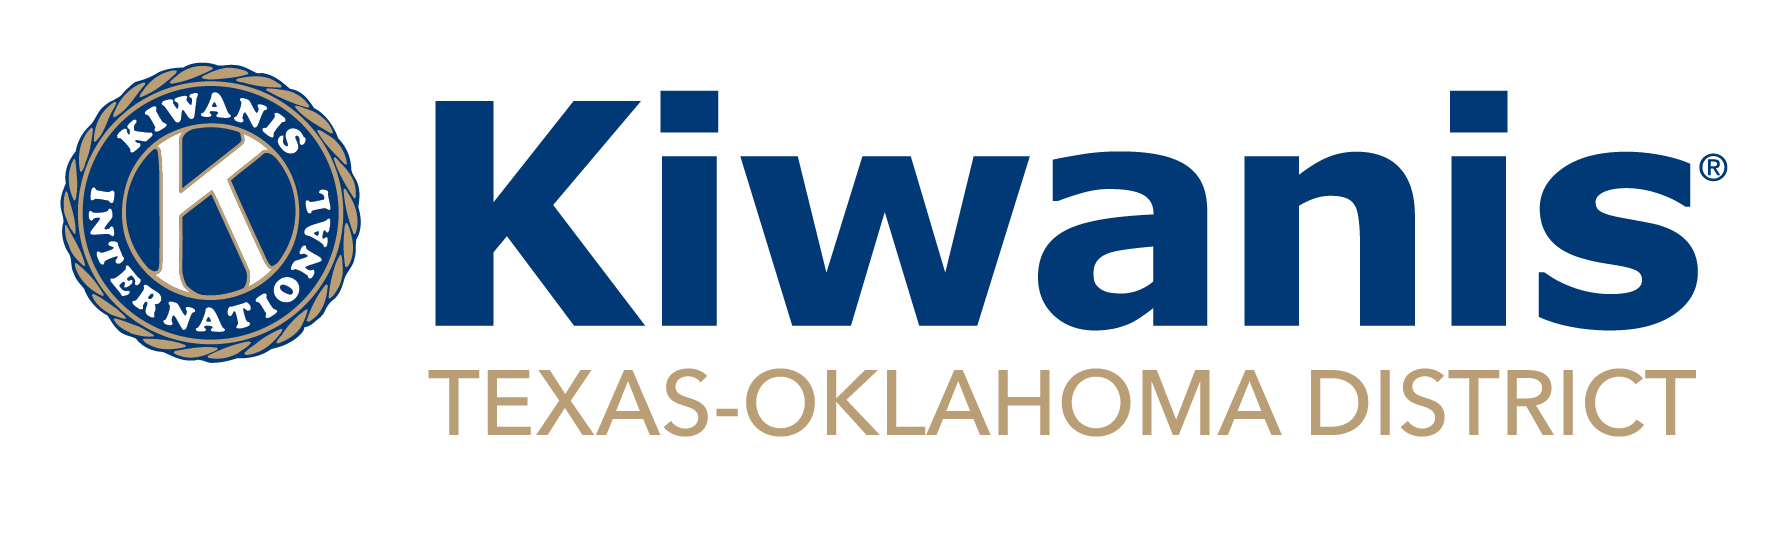 KIWANIS
K
INTERNATIONAL
Kiwanis®
TEXAS-OKLAHOMA DISTRICT